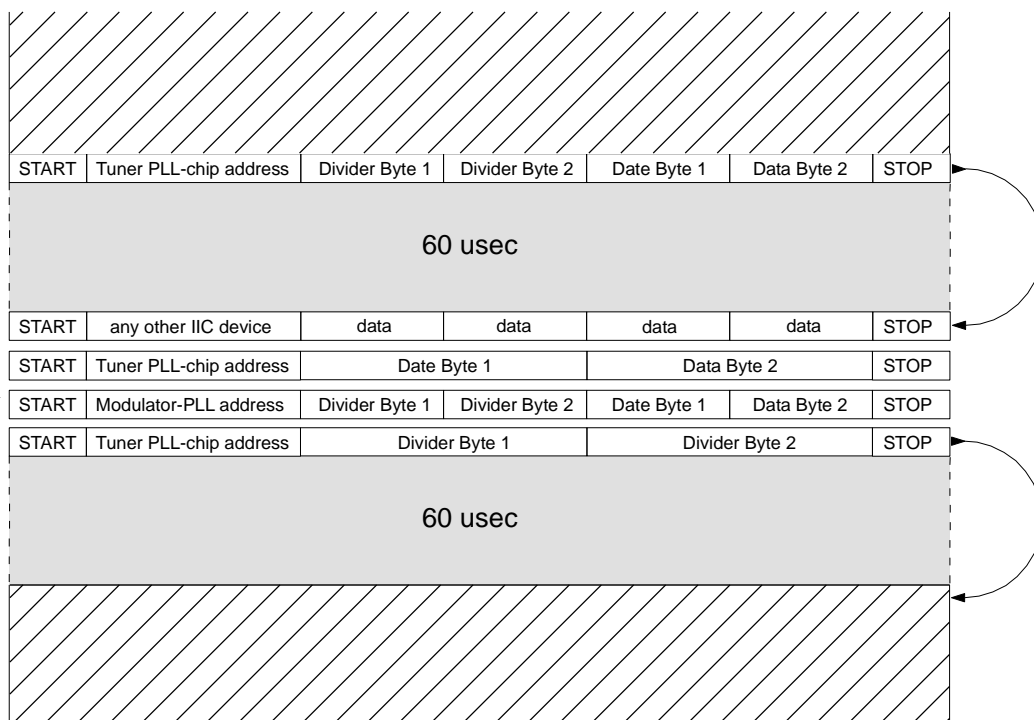 START Tuner PLL-chip address Divider Byte 1 Divider Byte 2 Date Byte 1 Data Byte 2 STOP
60 usec
START any other IIC device data data data data STOP
START Tuner PLL-chip address Date Byte 1 Data Byte 2 STOP
START Modulator-PLL address Divider Byte 1 Divider Byte 2 Date Byte 1 Data Byte 2 STOP
START Tuner PLL-chip address Divider Byte 1 Divider Byte 2 STOP
60 usec